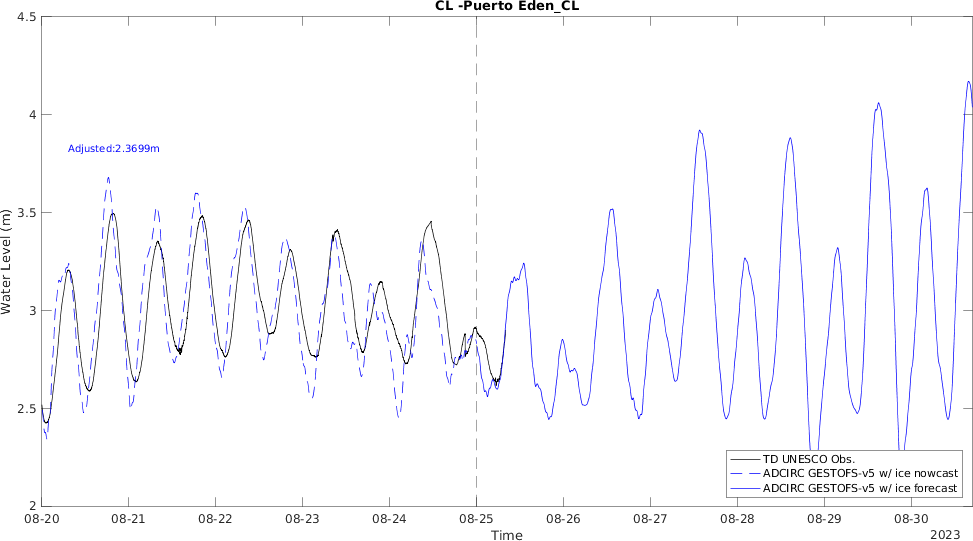 CL -Puerto Eden_CL
4.5
4
3.5
3
2.5
2
Water Level (m)
Adjusted:2.3699m
TD UNESCO Obs.
ADCIRC GESTOFS-v5 w/ ice nowcast
ADCIRC GESTOFS-v5 w/ ice forecast
08-20 08-21 08-22 08-23 08-24 08-25 08-26 08-27 08-28 08-29 08-30
Time
2023